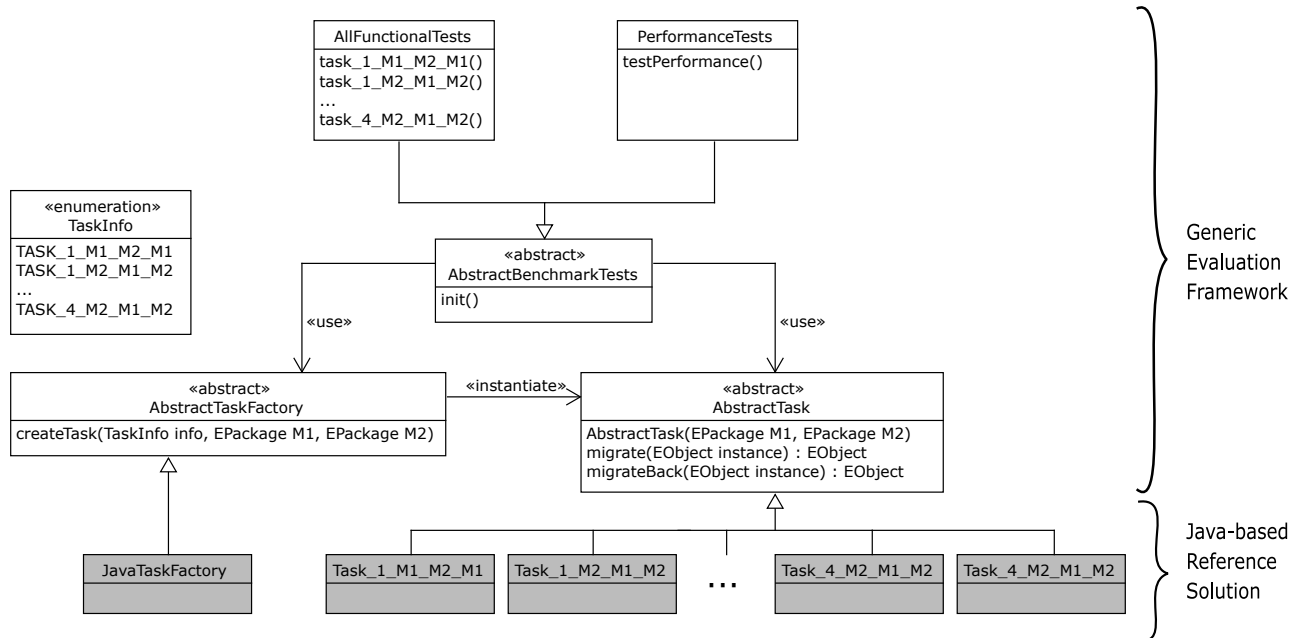 AllFunctionalTests
task_1_M1_M2_M1()
task_1_M2_M1_M2()
...
task_4_M2_M1_M2()
PerformanceTests
testPerformance()
«enumeration»
TaskInfo
TASK_1_M1_M2_M1
TASK_1_M2_M1_M2
...
TASK_4_M2_M1_M2
«abstract»
AbstractBenchmarkTests
init()
Generic
Evaluation
Framework
«use»
«use»
«abstract»
AbstractTaskFactory
createTask(TaskInfo info, EPackage M1, EPackage M2)
«instantiate»
«abstract»
AbstractTask
AbstractTask(EPackage M1, EPackage M2)
migrate(EObject instance) : EObject
migrateBack(EObject instance) : EObject
JavaTaskFactory
Task_1_M1_M2_M1
Task_1_M2_M1_M2
...
Task_4_M2_M1_M2
Task_4_M2_M1_M2
Java-based
Reference
Solution